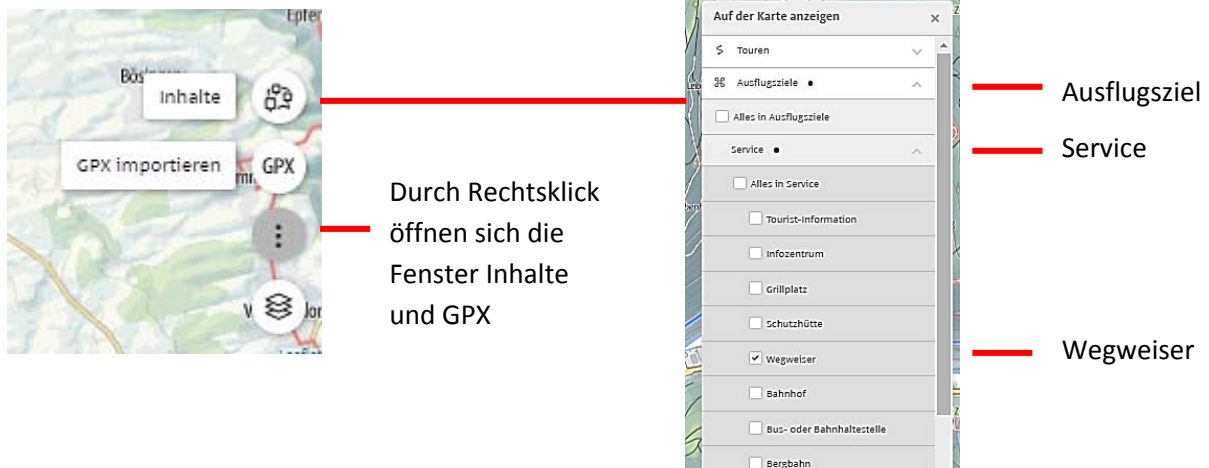 Inhalte
GPX importieren
GPX
Durch Rechtsklick
öffnen sich die
Fenster Inhalte
und GPX
Auf der Karte anzeigen
Touren
Ausflugsziele
Alles in Ausflugsziele
Service
Alles in Service
Tourist-Information
Infozentrum
Grillplatz
Schutzhütte
Wegweiser
Bahnhof
Bus- oder Bahnhaltestelle
Bergbahn
Ausflugsziel
Service
Wegweiser